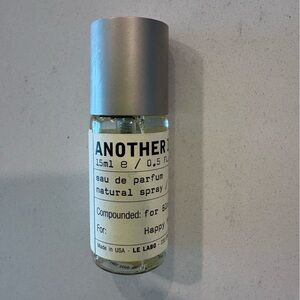 ANOTHER
15ml e / 0,5 fl
eau de parfum
natural spray
Compounded: for
For: Happy
Made in USA - LE LABO -